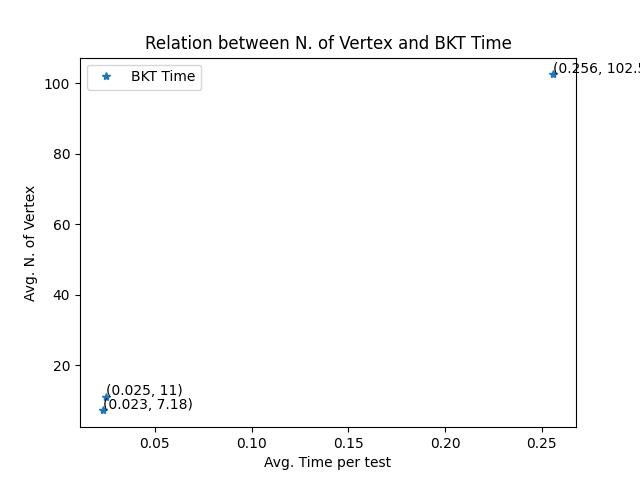 Relation between N. of Vertex and BKT Time
BKT Time
(0.256, 102.5
100
80
60
40
20
Avg. N. of Vertex
(0.025, 11)
(0.023, 7.18)
0.05 0.10 0.15 0.20 0.25
Avg. Time per test